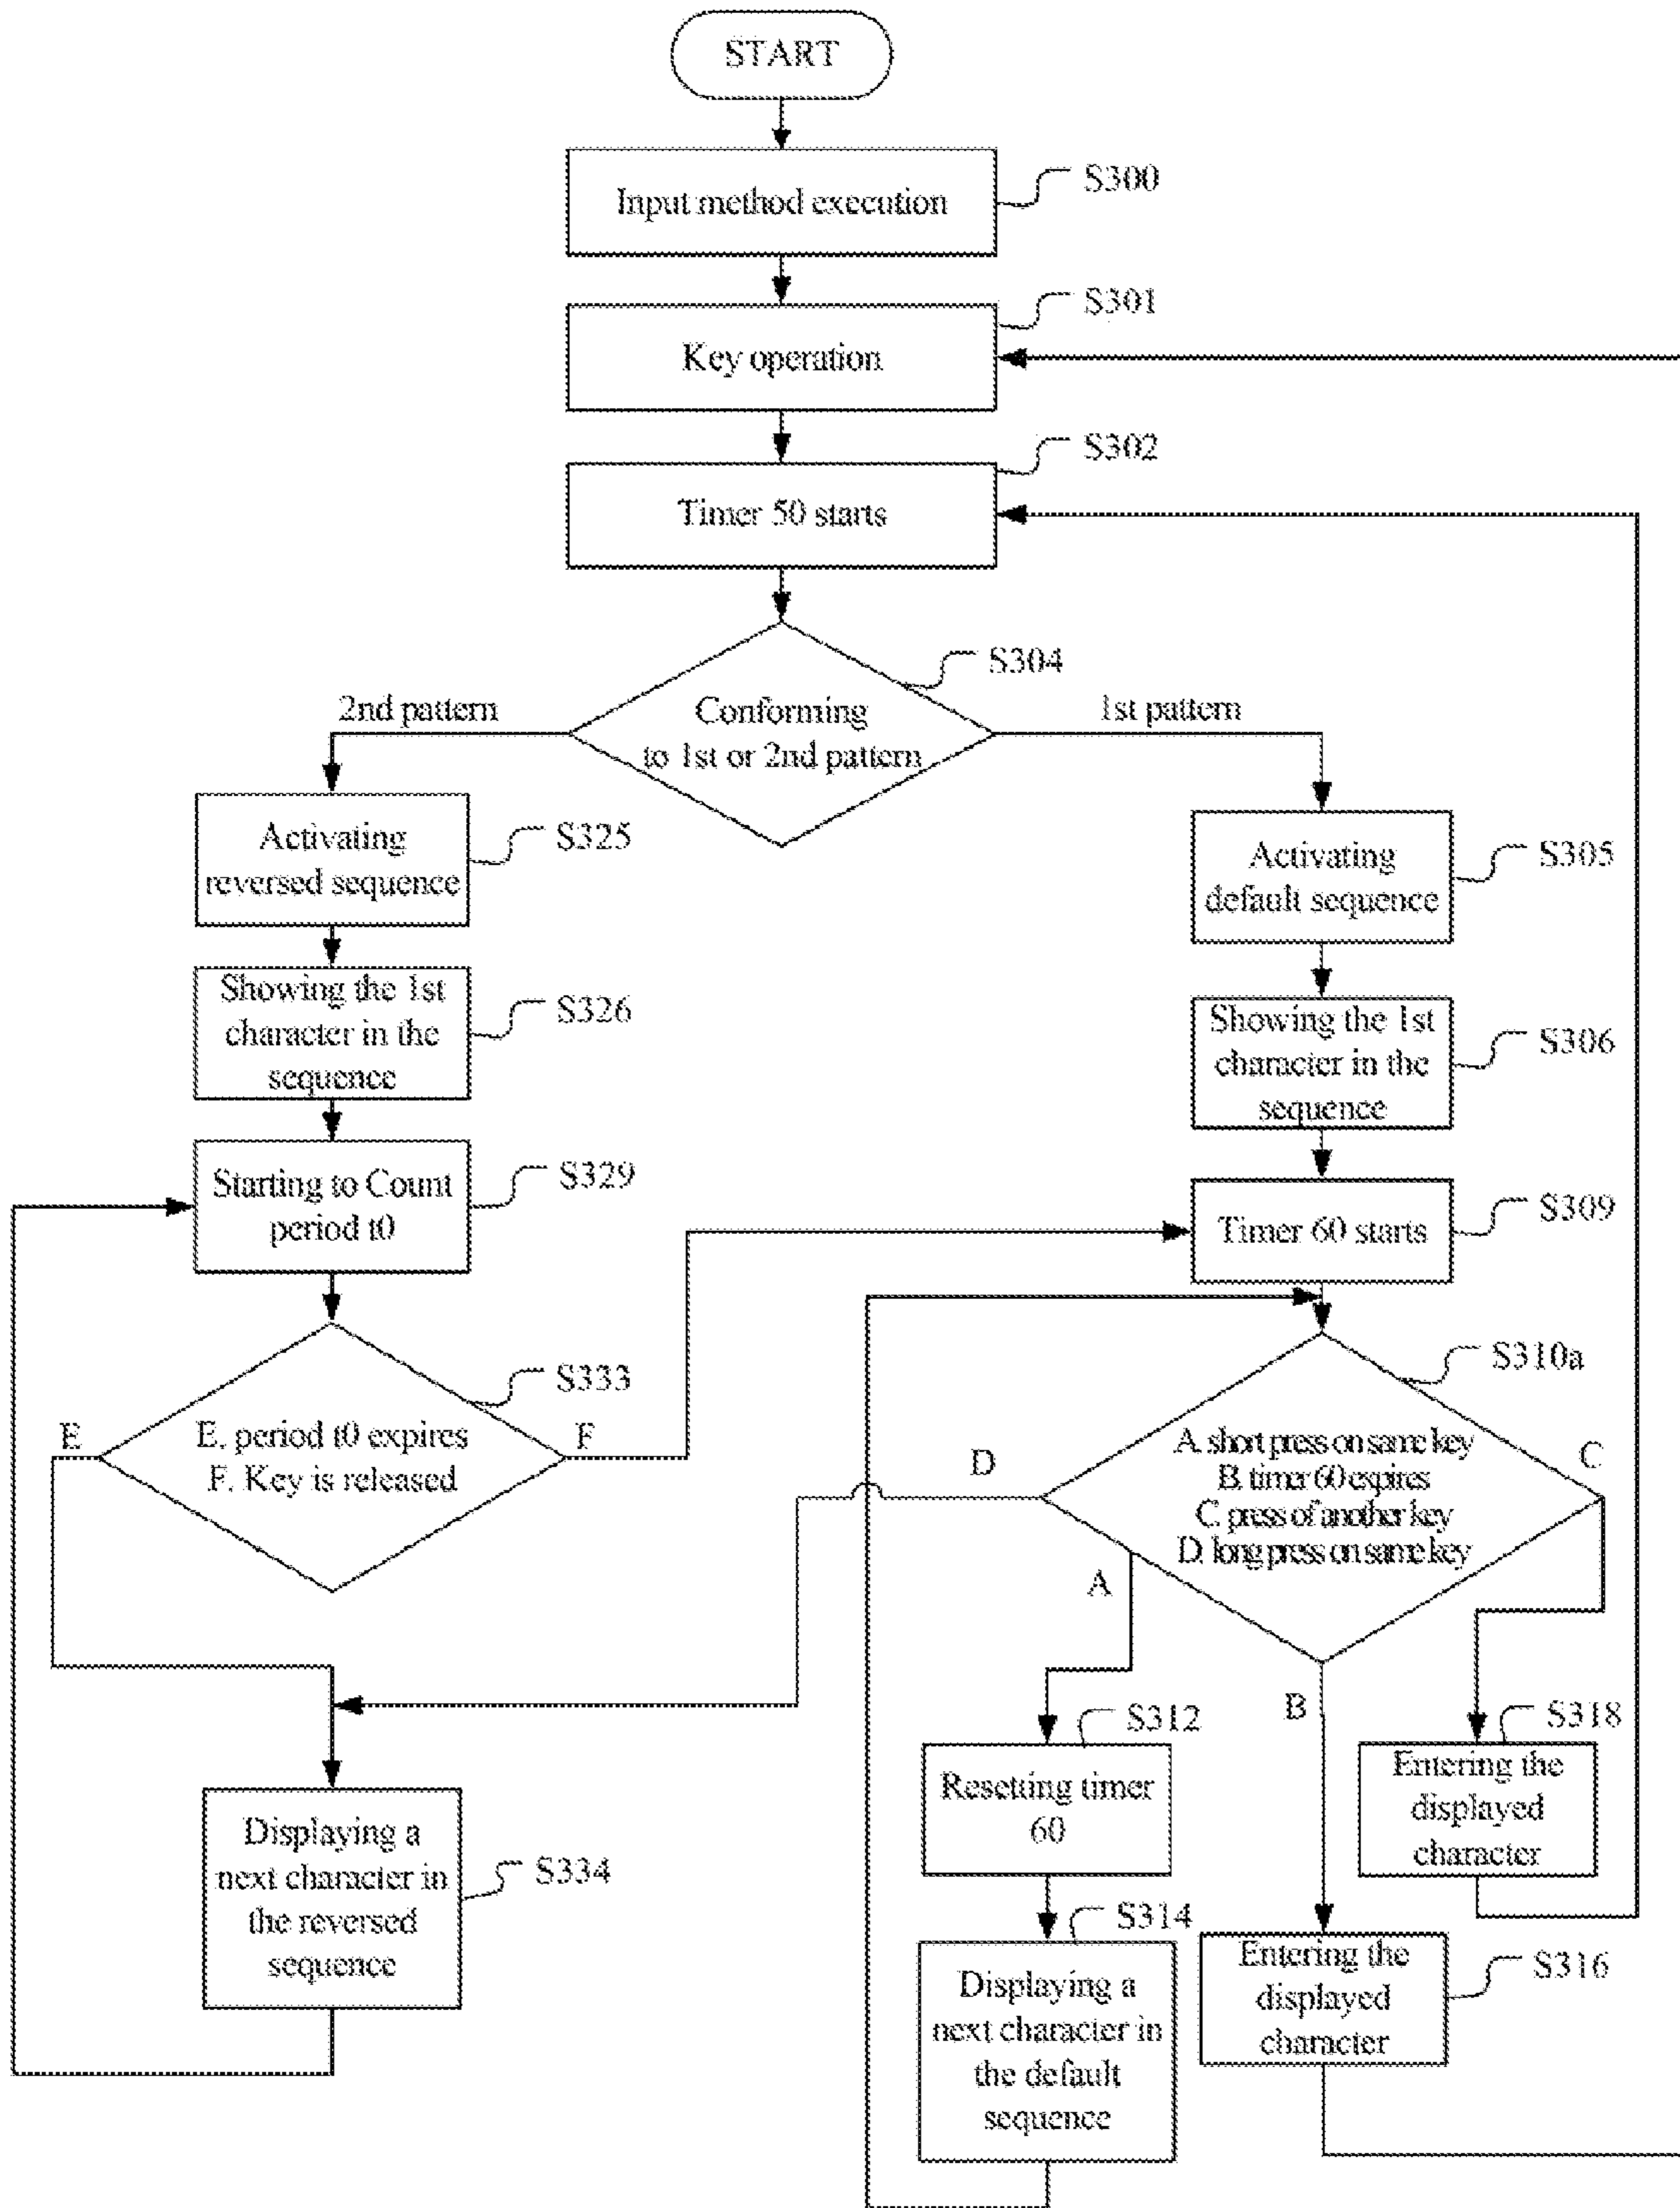 START
Input method execution
S300
Key operation
S301
Timer 50 starts
S302
Conforming
to 1st or 2nd pattern
S304
2nd pattern
1st pattern
Activating
reversed sequence
S325
Showing the 1st
character in the
sequence
S326
Starting to Count
period t0
S329
E. period t0 expires
F. Key is released
S333
E
F
Displaying a
next character in
the reversed
sequence
S334
Activating
default sequence
S305
Showing the 1st
character in the
sequence
S306
Timer 60 starts
S309
A. short press on same key
B. timer 60 expires
C. press of another key
D. long press on same key
S310a
D
A
B
C
Resetting timer
60
S312
Displaying a
next character in
the default
sequence
S314
Entering the
displayed
character
S318
Entering the
displayed
character
S316